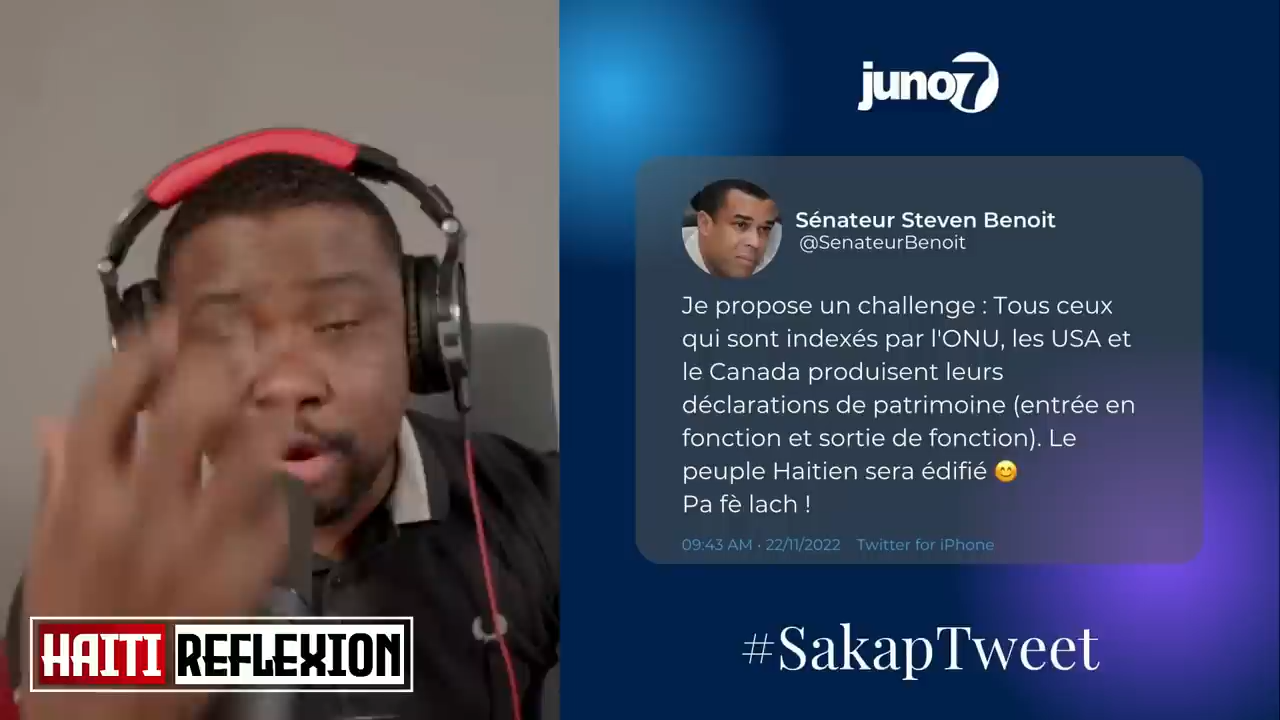 juno7
Sénateur Steven Benoit
@SenateurBenoit
Je propose un challenge : Tous ceux
qui sont indexés par l'ONU, les USA et
le Canada produisent leurs
déclarations de patrimoine (entrée en
fonction et sortie de fonction). Le
peuple Haitien sera édifié 😊
Pa fè lach !
09:43 AM · 22/11/2022 Twitter for iPhone
#SakapTweet
HAITI REFLEXION